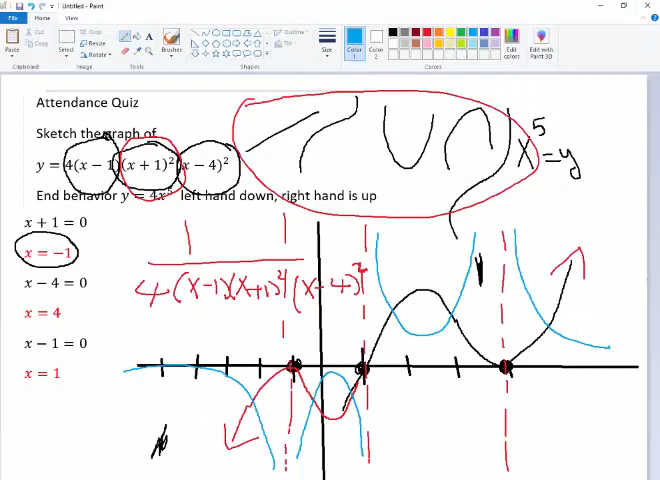 Untitled - Paint
File
Home
View
Paste
Cut
Copy
Clipboard
Select
Crop
Resize
Rotate
Image
Tools
Shapes
Outline
Fill
Size
Color 1
Color 2
Colors
Edit colors
Edit with Paint 3D
Attendance Quiz
Sketch the graph of
y = 4(x − 1)(x + 1)² (x − 4)²
End behavior y = 4x⁵ left hand down, right hand is up
x⁵ = y
x + 1 = 0
x = −1
x − 4 = 0
x = 4
x − 1 = 0
x = 1
1
4(x−1)(x+1)²(x−4)²